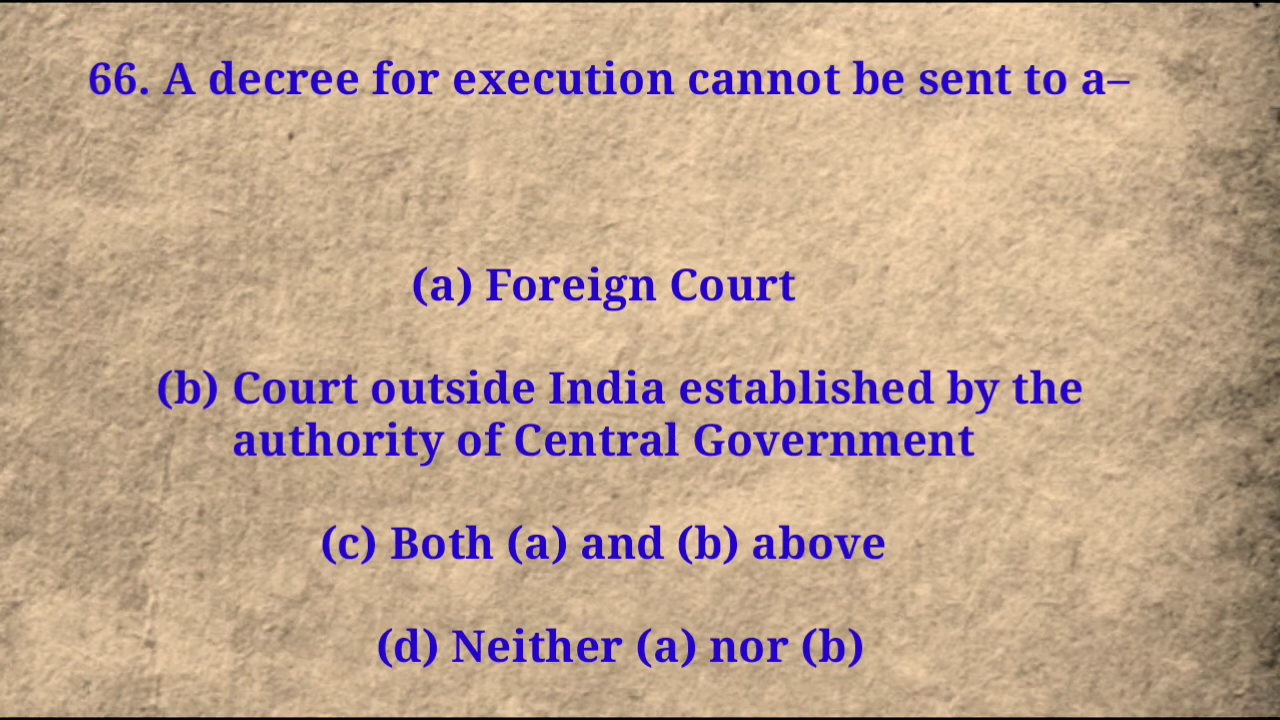 66. A decree for execution cannot be sent to a–
(a) Foreign Court
(b) Court outside India established by the
authority of Central Government
(c) Both (a) and (b) above
(d) Neither (a) nor (b)